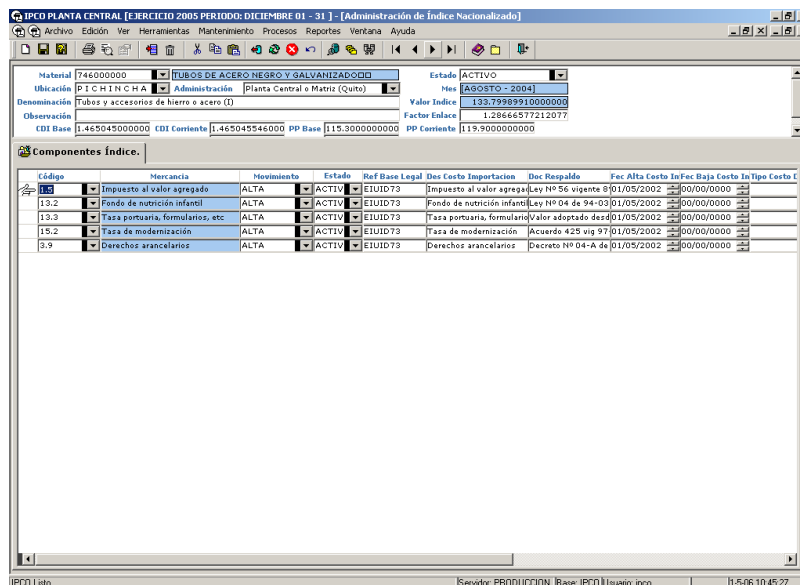 IPCO PLANTA CENTRAL [EJERCICIO 2005 PERIODO: DICIEMBRE 01 - 31 ] - [Administración de Índice Nacionalizado]
Archivo Edición Ver Herramientas Mantenimiento Procesos Reportes Ventana Ayuda
Material 746000000 TUBOS DE ACERO NEGRO Y GALVANIZADO Estado ACTIVO
Ubicación PICHINCHA Administración Planta Central o Matriz (Quito) Mes [AGOSTO - 2004]
Denominación Tubos y accesorios de hierro o acero (I) Valor Indice 133.79989910000000
Observación Factor Enlace 1.28666577212077
CDI Base 1.465045000000 CDI Corriente 1.465045546000 PP Base 115.3000000000 PP Corriente 119.9000000000
Componentes Índice.
Código Mercancia Movimiento Estado Ref Base Legal Des Costo Importacion Doc Respaldo Fec Alta Costo In Fec Baja Costo In Tipo Costo D
1.5 Impuesto al valor agregado ALTA ACTIV EIUID73 Impuesto al valor agregad Ley Nº 56 vigente 8 01/05/2002 00/00/0000
13.2 Fondo de nutrición infantil ALTA ACTIV EIUID73 Fondo de nutrición infantil Ley Nº 04 de 94-03 01/05/2002 00/00/0000
13.3 Tasa portuaria, formularios, etc ALTA ACTIV EIUID73 Tasa portuaria, formulario Valor adoptado desd 01/05/2002 00/00/0000
15.2 Tasa de modernización ALTA ACTIV EIUID73 Tasa de modernización Acuerdo 425 vig 97 01/05/2002 00/00/0000
3.9 Derechos arancelarios ALTA ACTIV EIUID73 Derechos arancelarios Decreto Nº 04-A de 01/05/2002 00/00/0000
IPCO Listo Servidor: PRODUCCION Base: IPCO Usuario: ipco 1-5-06 10:45:27